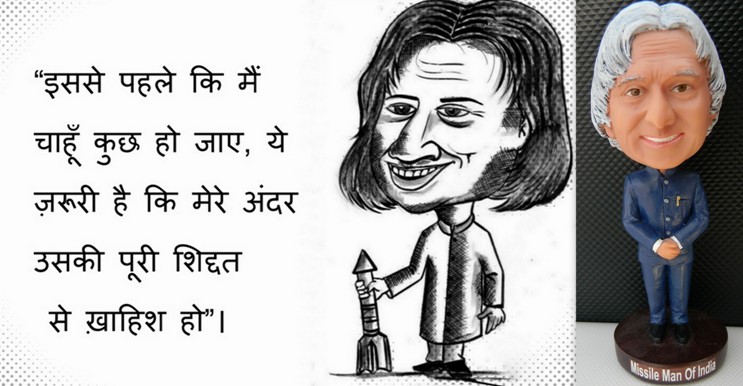 “इससे पहले कि मैं
चाहूँ कुछ हो जाए, ये
ज़रूरी है कि मेरे अंदर
उसकी पूरी शिद्दत
से ख़ाहिश हो”।
Missile Man Of India